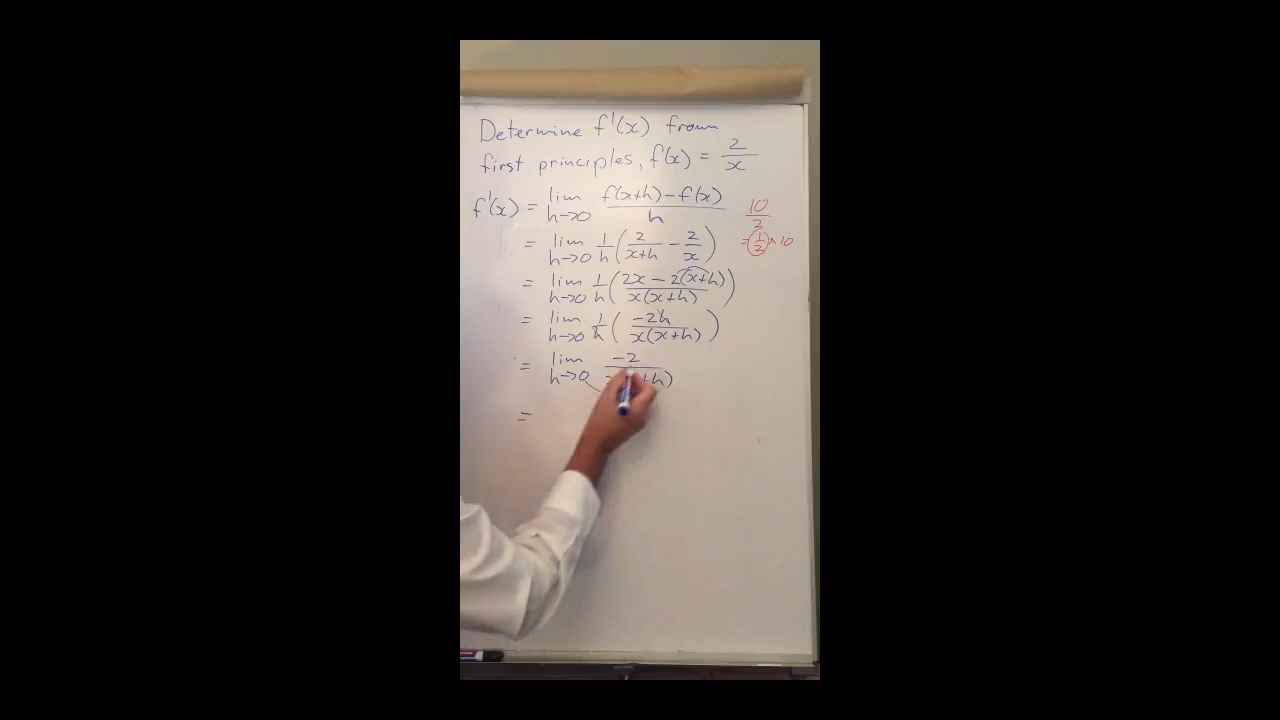 Determine f'(x) from
first principles, f(x) = 2/x
f'(x) = lim h→0 (f(x+h) - f(x))/h
= lim h→0 1/h (2/(x+h) - 2/x)
= lim h→0 1/h ((2x - 2(x+h))/(x(x+h)))
= lim h→0 1/h (-2h/(x(x+h)))
= lim h→0 -2/ +h)
=
10/2
= 1/2 × 10